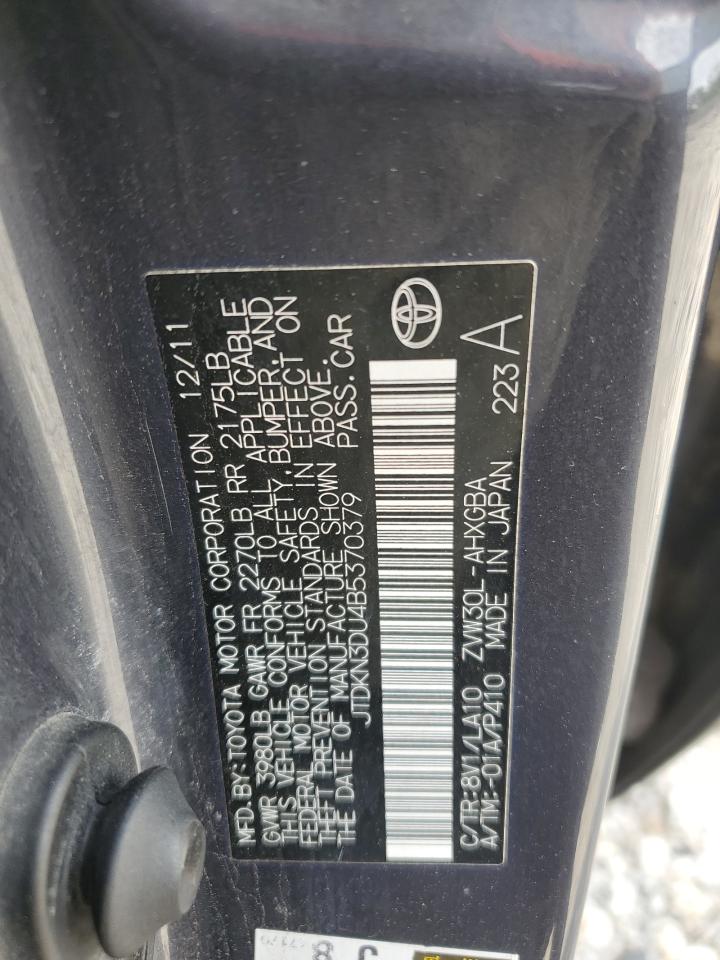 MFD.BY:TOYOTA MOTOR CORPORATION 12/11
GVWR 3980LB GAWR FR 2270LB RR 2175LB
THIS VEHICLE CONFORMS TO ALL APPLICABLE
FEDERAL MOTOR VEHICLE SAFETY,BUMPER,AND
THEFT PREVENTION STANDARDS IN EFFECT ON
THE DATE OF MANUFACTURE SHOWN ABOVE.
JTDKN3DU4B5370379 PASS.CAR
C/TR:8V1/LA10 ZVW30L-AHXGBA
A/TM:-01A/P410 MADE IN JAPAN 223 A